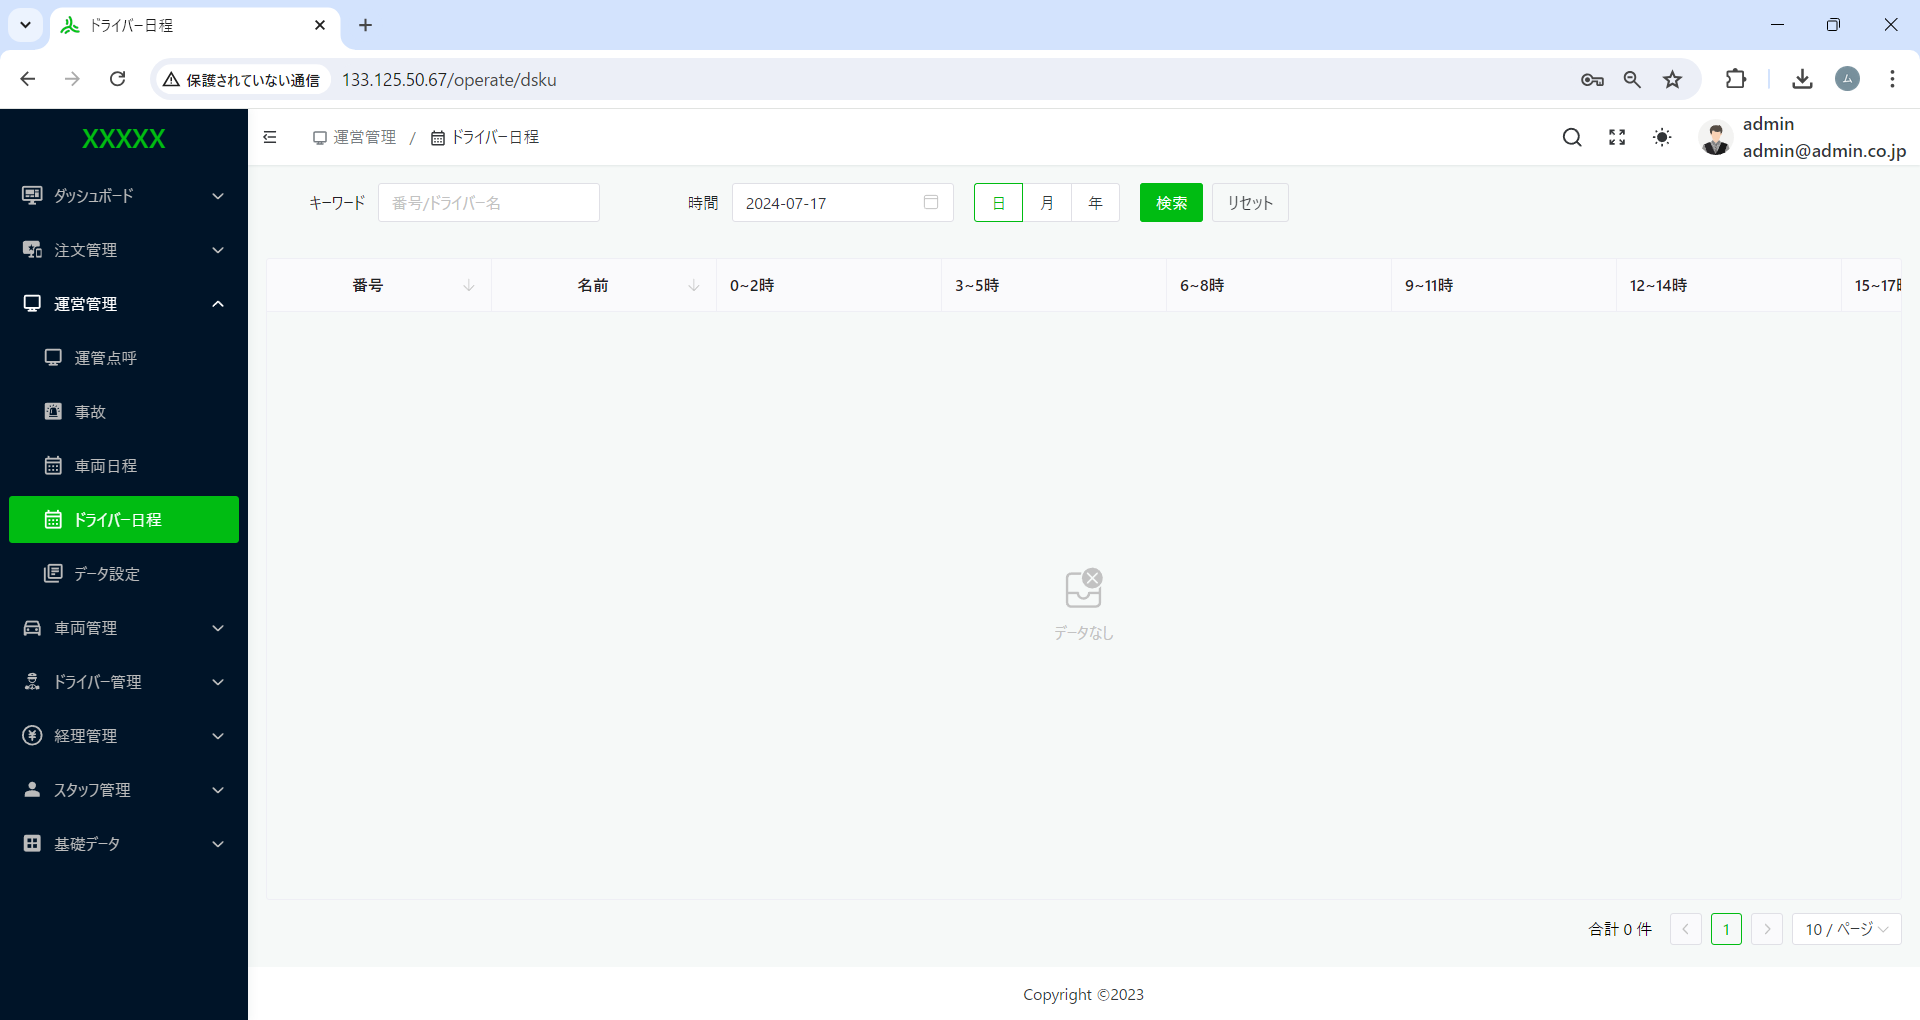 ドライバー日程
保護されていない通信 133.125.50.67/operate/dsku
ム
XXXXX
ダッシュボード
注文管理
運営管理
運管点呼
事故
車両日程
ドライバー日程
データ設定
車両管理
ドライバー管理
経理管理
スタッフ管理
基礎データ
運営管理 / ドライバー日程
admin
admin@admin.co.jp
キーワード 番号/ドライバー名 時間 2024-07-17 日 月 年 検索 リセット
番号 名前 0~2時 3~5時 6~8時 9~11時 12~14時 15~17時
データなし
合計 0 件 1 10 / ページ
Copyright ©2023